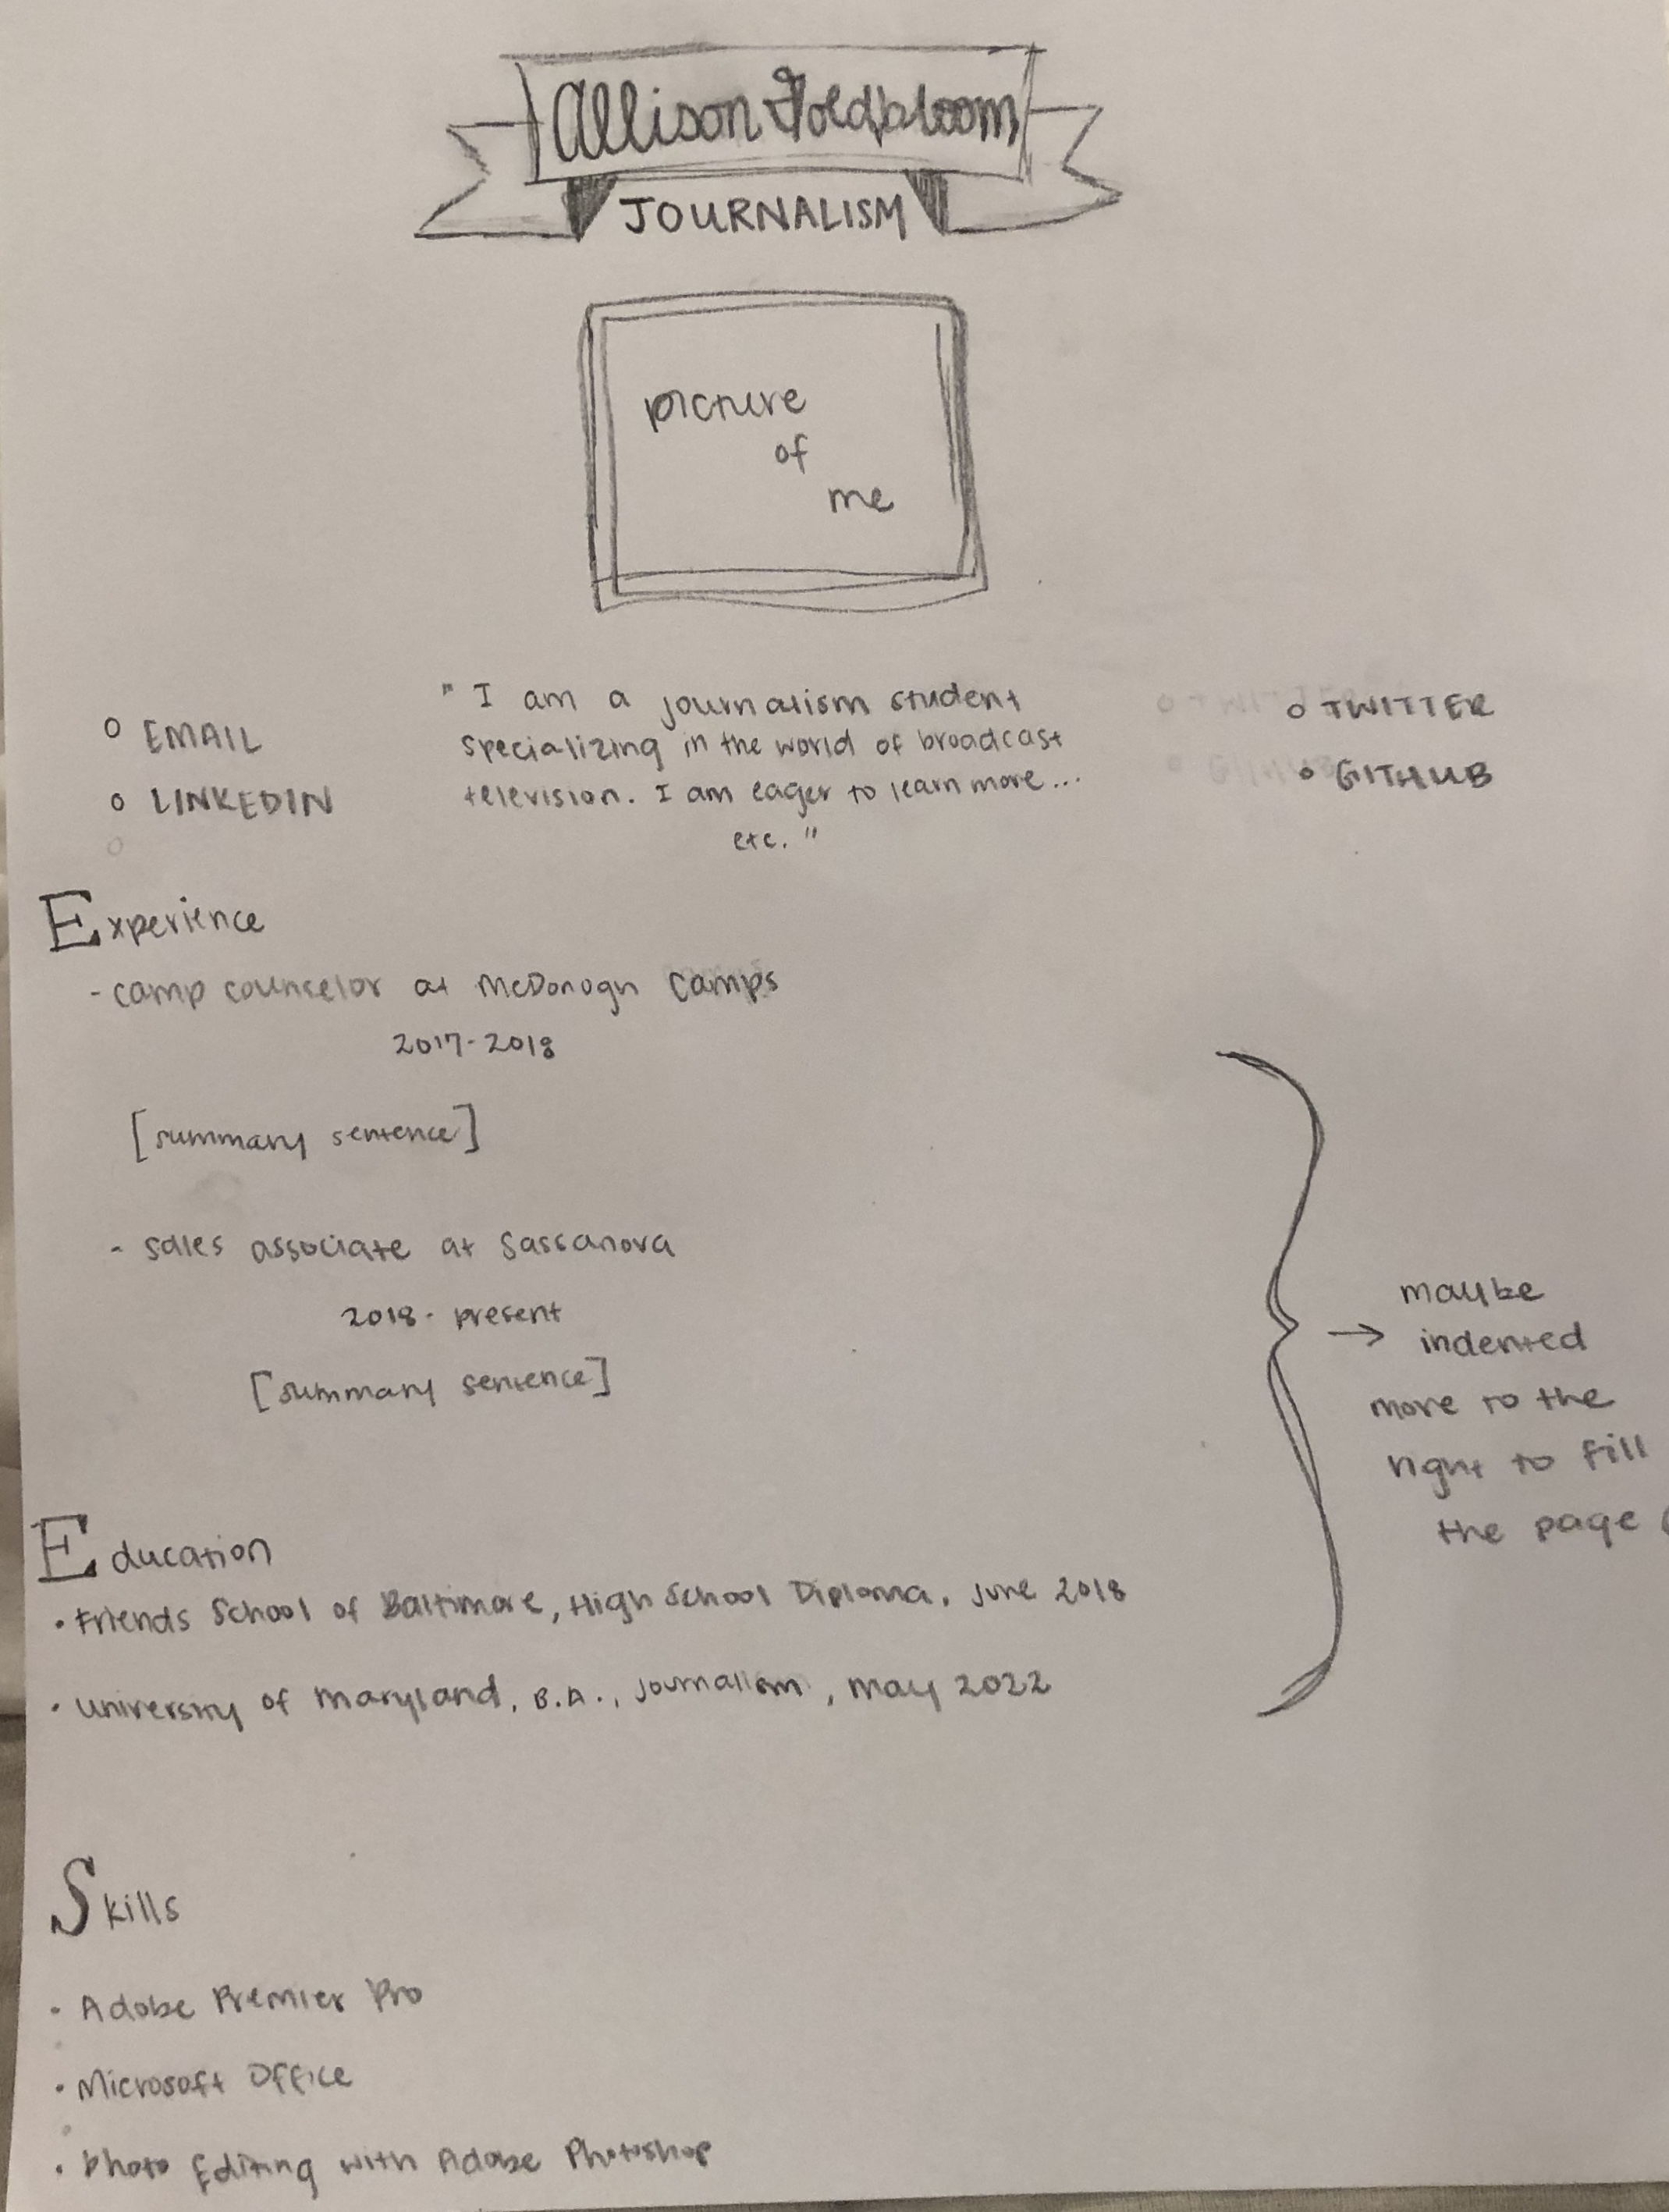 Allison Goldbloom
JOURNALISM
picture
of
me
o EMAIL
o LINKEDIN
" I am a journalism student
specializing in the world of broadcast
television. I am eager to learn more...
etc. "
o TWITTER
o GITHUB
Experience
- camp counselor at McDonogh Camps
2017-2018
[summary sentence]
- sales associate at Sassanova
2018- present
[summary sentence]
→ maybe
indented
more to the
right to fill
the page
Education
• Friends School of Baltimore, High School Diploma, June 2018
• University of Maryland, B.A., Journalism, May 2022
Skills
• Adobe Premier Pro
• Microsoft Office
• Photo Editing with Adobe Photoshop